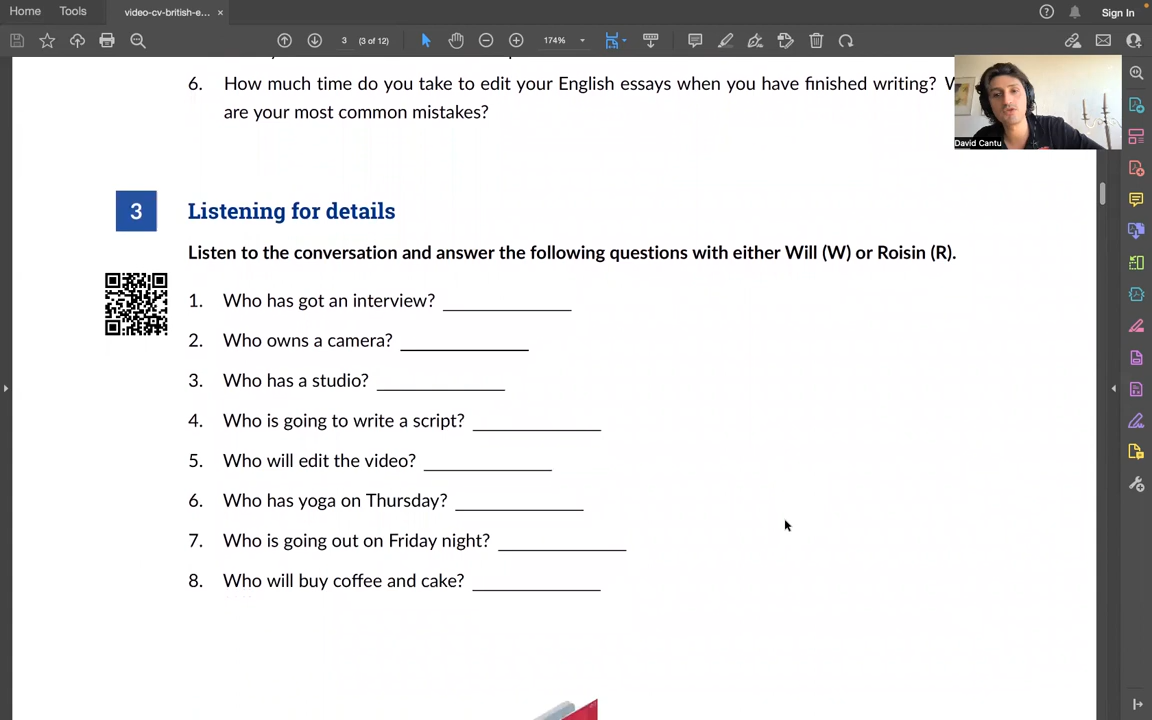 Home
Tools
video-cv-british-e... ×
Sign In
3
(3 of 12)
174%
6. How much time do you take to edit your English essays when you have finished writing?
are your most common mistakes?
David Cantu
3
Listening for details
Listen to the conversation and answer the following questions with either Will (W) or Roisin (R).
1. Who has got an interview?
2. Who owns a camera?
3. Who has a studio?
4. Who is going to write a script?
5. Who will edit the video?
6. Who has yoga on Thursday?
7. Who is going out on Friday night?
8. Who will buy coffee and cake?